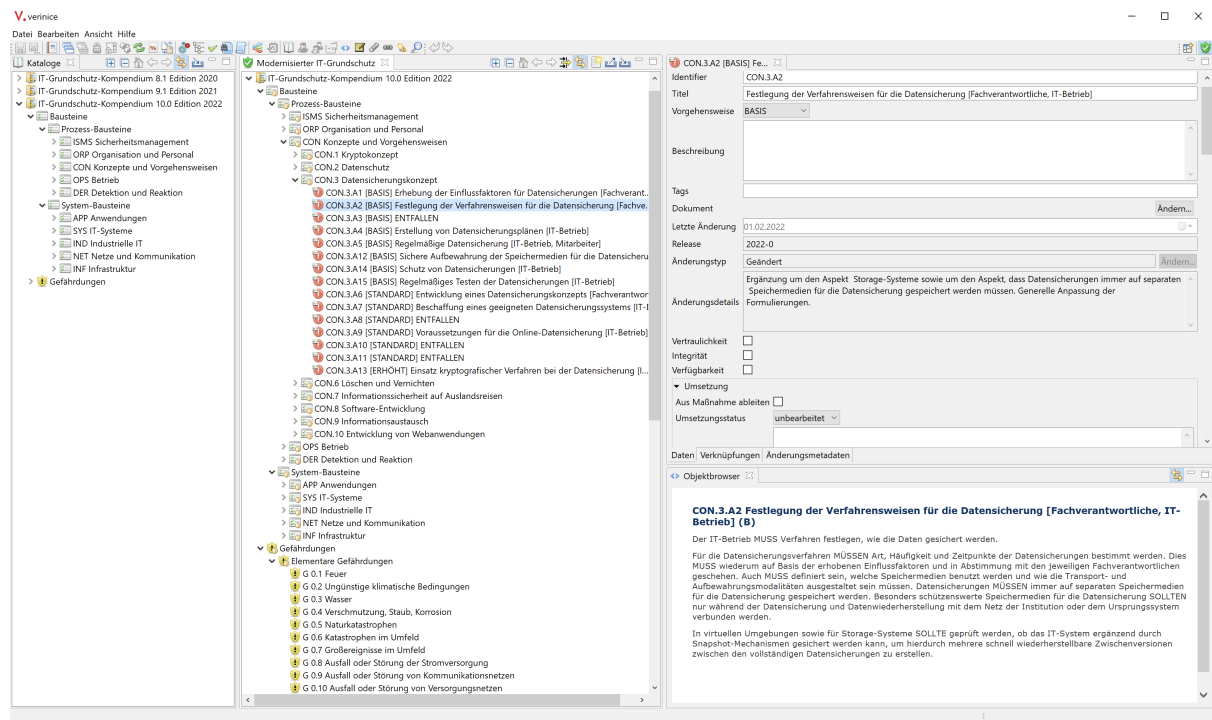 verinice
Datei Bearbeiten Ansicht Hilfe
Kataloge
IT-Grundschutz-Kompendium 8.1 Edition 2020
IT-Grundschutz-Kompendium 9.1 Edition 2021
IT-Grundschutz-Kompendium 10.0 Edition 2022
Bausteine
Prozess-Bausteine
ISMS Sicherheitsmanagement
ORP Organisation und Personal
CON Konzepte und Vorgehensweisen
OPS Betrieb
DER Detektion und Reaktion
System-Bausteine
APP Anwendungen
SYS IT-Systeme
IND Industrielle IT
NET Netze und Kommunikation
INF Infrastruktur
Gefährdungen
Modernisierter IT-Grundschutz
IT-Grundschutz-Kompendium 10.0 Edition 2022
Bausteine
Prozess-Bausteine
ISMS Sicherheitsmanagement
ORP Organisation und Personal
CON Konzepte und Vorgehensweisen
CON.1 Kryptokonzept
CON.2 Datenschutz
CON.3 Datensicherungskonzept
CON.3.A1 [BASIS] Erhebung der Einflussfaktoren für Datensicherungen [Fachverant...
CON.3.A2 [BASIS] Festlegung der Verfahrensweisen für die Datensicherung [Fachve...
CON.3.A3 [BASIS] ENTFALLEN
CON.3.A4 [BASIS] Erstellung von Datensicherungsplänen [IT-Betrieb]
CON.3.A5 [BASIS] Regelmäßige Datensicherung [IT-Betrieb, Mitarbeiter]
CON.3.A12 [BASIS] Sichere Aufbewahrung der Speichermedien für die Datensicheru
CON.3.A14 [BASIS] Schutz von Datensicherungen [IT-Betrieb]
CON.3.A15 [BASIS] Regelmäßiges Testen der Datensicherungen [IT-Betrieb]
CON.3.A6 [STANDARD] Entwicklung eines Datensicherungskonzepts [Fachverantwor
CON.3.A7 [STANDARD] Beschaffung eines geeigneten Datensicherungssystems [IT-B
CON.3.A8 [STANDARD] ENTFALLEN
CON.3.A9 [STANDARD] Voraussetzungen für die Online-Datensicherung [IT-Betrieb]
CON.3.A10 [STANDARD] ENTFALLEN
CON.3.A11 [STANDARD] ENTFALLEN
CON.3.A13 [ERHÖHT] Einsatz kryptografischer Verfahren bei der Datensicherung [I...
CON.6 Löschen und Vernichten
CON.7 Informationssicherheit auf Auslandsreisen
CON.8 Software-Entwicklung
CON.9 Informationsaustausch
CON.10 Entwicklung von Webanwendungen
OPS Betrieb
DER Detektion und Reaktion
System-Bausteine
APP Anwendungen
SYS IT-Systeme
IND Industrielle IT
NET Netze und Kommunikation
INF Infrastruktur
Gefährdungen
Elementare Gefährdungen
G 0.1 Feuer
G 0.2 Ungünstige klimatische Bedingungen
G 0.3 Wasser
G 0.4 Verschmutzung, Staub, Korrosion
G 0.5 Naturkatastrophen
G 0.6 Katastrophen im Umfeld
G 0.7 Großereignisse im Umfeld
G 0.8 Ausfall oder Störung der Stromversorgung
G 0.9 Ausfall oder Störung von Kommunikationsnetzen
G 0.10 Ausfall oder Störung von Versorgungsnetzen
CON.3.A2 [BASIS] Fe...
Identifier CON.3.A2
Titel Festlegung der Verfahrensweisen für die Datensicherung [Fachverantwortliche, IT-Betrieb]
Vorgehensweise BASIS
Beschreibung
Tags
Dokument Ändern...
Letzte Änderung 01.02.2022
Release 2022-0
Änderungstyp Geändert Ändern...
Änderungsdetails
Ergänzung um den Aspekt Storage-Systeme sowie um den Aspekt, dass Datensicherungen immer auf separaten
Speichermedien für die Datensicherung gespeichert werden müssen. Generelle Anpassung der
Formulierungen.
Vertraulichkeit
Integrität
Verfügbarkeit
Umsetzung
Aus Maßnahme ableiten
Umsetzungsstatus unbearbeitet
Daten Verknüpfungen Änderungsmetadaten
Objektbrowser
CON.3.A2 Festlegung der Verfahrensweisen für die Datensicherung [Fachverantwortliche, IT-
Betrieb] (B)
Der IT-Betrieb MUSS Verfahren festlegen, wie die Daten gesichert werden.
Für die Datensicherungsverfahren MÜSSEN Art, Häufigkeit und Zeitpunkte der Datensicherungen bestimmt werden. Dies
MUSS wiederum auf Basis der erhobenen Einflussfaktoren und in Abstimmung mit den jeweiligen Fachverantwortlichen
geschehen. Auch MUSS definiert sein, welche Speichermedien benutzt werden und wie die Transport- und
Aufbewahrungsmodalitäten ausgestaltet sein müssen. Datensicherungen MÜSSEN immer auf separaten Speichermedien
für die Datensicherung gespeichert werden. Besonders schützenswerte Speichermedien für die Datensicherung SOLLTEN
nur während der Datensicherung und Datenwiederherstellung mit dem Netz der Institution oder dem Ursprungssystem
verbunden werden.
In virtuellen Umgebungen sowie für Storage-Systeme SOLLTE geprüft werden, ob das IT-System ergänzend durch
Snapshot-Mechanismen gesichert werden kann, um hierdurch mehrere schnell wiederherstellbare Zwischenversionen
zwischen den vollständigen Datensicherungen zu erstellen.